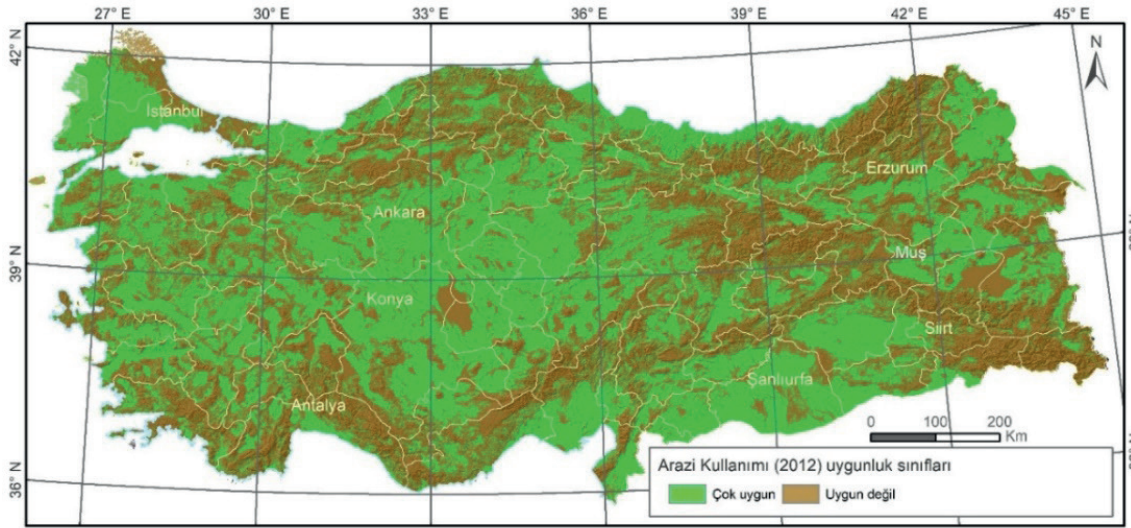 27° E 30° E 33° E 36° E 39° E 42° E 45° E
42° N
N
İstanbul
Erzurum
Ankara
Muş
39° N
Konya
Siirt
Şanlıurfa
Antalya
0 100 200
Km
36° N
Arazi Kullanımı (2012) uygunluk sınıfları
Çok uygun Uygun değil